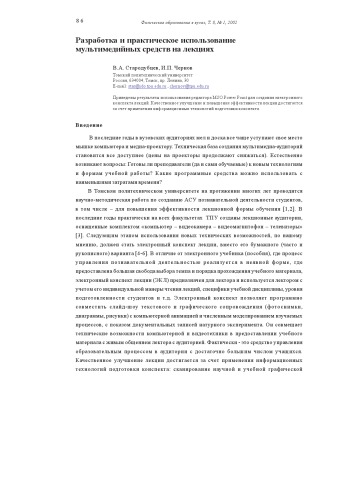 86
Физическое образование в вузах, Т. 8, № 1, 2002
Разработка и практическое использование
мультимедийных средств на лекциях
В.А. Стародубцев, И.П. Чернов
Томский политехнический университет
Россия, 634004, Томск, пр. Ленина, 30
Приведены результаты использования редактора MSO Power Point для создания электронного
конспекта лекций. Качественное улучшение и повышение эффективности лекции достигается
за счет применения информационных технологий подготовки конспекта
Введение
В последние годы в вузовских аудиториях мел и доска все чаще уступают свое место
мышке компьютера и медиа-проектору. Техническая база создания мультимедиа-аудиторий
становится все доступнее (цены на проекторы продолжают снижаться). Естественно
возникают вопросы: Готовы ли преподаватели (да и сами обучаемые) к новым технологиям
и формам учебной работы? Какие программные средства можно использовать с
наименьшими затратами времени?
В Томском политехническом университете на протяжении многих лет проводится
научно-методическая работа по созданию АСУ познавательной деятельности студентов,
в том числе – для повышения эффективности лекционной формы обучения [1,2]. В
последние годы практически на всех факультетах ТПУ созданы лекционные аудитории,
оснащенные комплектом «компьютер – видеокамера – видеомагнитофон – телевизоры»
[3]. Следующим этапом использования новых технических возможностей, по нашему
мнению, должен стать электронный конспект лекции, вместо его бумажного (часто и
рукописного) варианта [4-6]. В отличие от электронного учебника (пособия), где процесс
управления познавательной деятельностью реализуется в неявной форме, где
предоставлена большая свобода выбора темпа и порядка прохождения учебного материала,
электронный конспект лекции (ЭКЛ) предназначен для лектора и используется лектором с
учетом его индивидуальной манеры чтения лекций, специфики учебной дисциплины, уровня
подготовленности студентов и т.д. Электронный конспект позволяет программно
совместить слайд-шоу текстового и графического сопровождения (фотоснимки,
диаграммы, рисунки) с компьютерной анимацией и численным моделированием изучаемых
процессов, с показом документальных записей натурного эксперимента. Он совмещает
технические возможности компьютерной и видеотехники в предоставлении учебного
материала с живым общением лектора с аудиторией. Фактически - это средство управления
образовательным процессом в аудитории с достаточно большим числом учащихся.
Качественное улучшение лекции достигается за счет применения информационных
технологий подготовки конспекта: сканирование научной и учебной графической